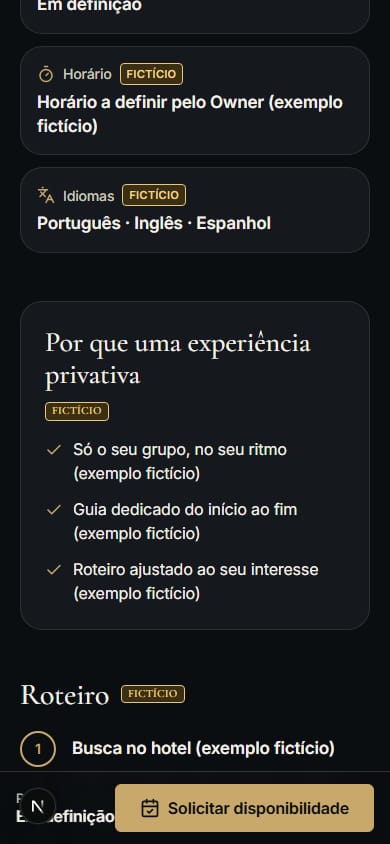 Em definição
Horário FICTÍCIO
Horário a definir pelo Owner (exemplo
fictício)
Idiomas FICTÍCIO
Português · Inglês · Espanhol
Por que uma experiência
privativa
FICTÍCIO
Só o seu grupo, no seu ritmo
(exemplo fictício)
Guia dedicado do início ao fim
(exemplo fictício)
Roteiro ajustado ao seu interesse
(exemplo fictício)
Roteiro FICTÍCIO
1 Busca no hotel (exemplo fictício)
N
Solicitar disponibilidade